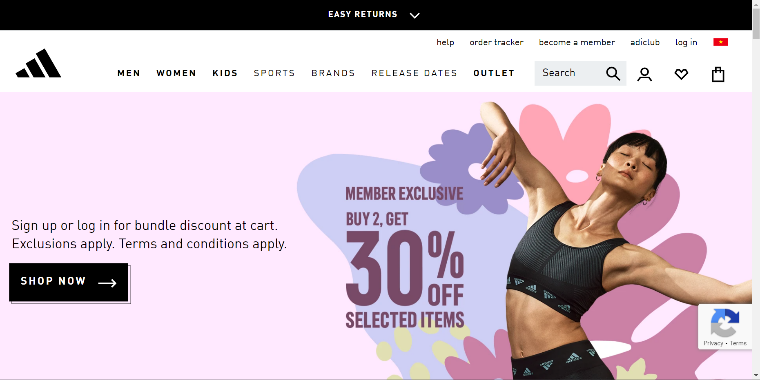 EASY RETURNS
help order tracker become a member adiclub log in
MEN WOMEN KIDS SPORTS BRANDS RELEASE DATES OUTLET Search
MEMBER EXCLUSIVE
BUY 2, GET
30% OFF
SELECTED ITEMS
Sign up or log in for bundle discount at cart.
Exclusions apply. Terms and conditions apply.
SHOP NOW
Privacy - Terms